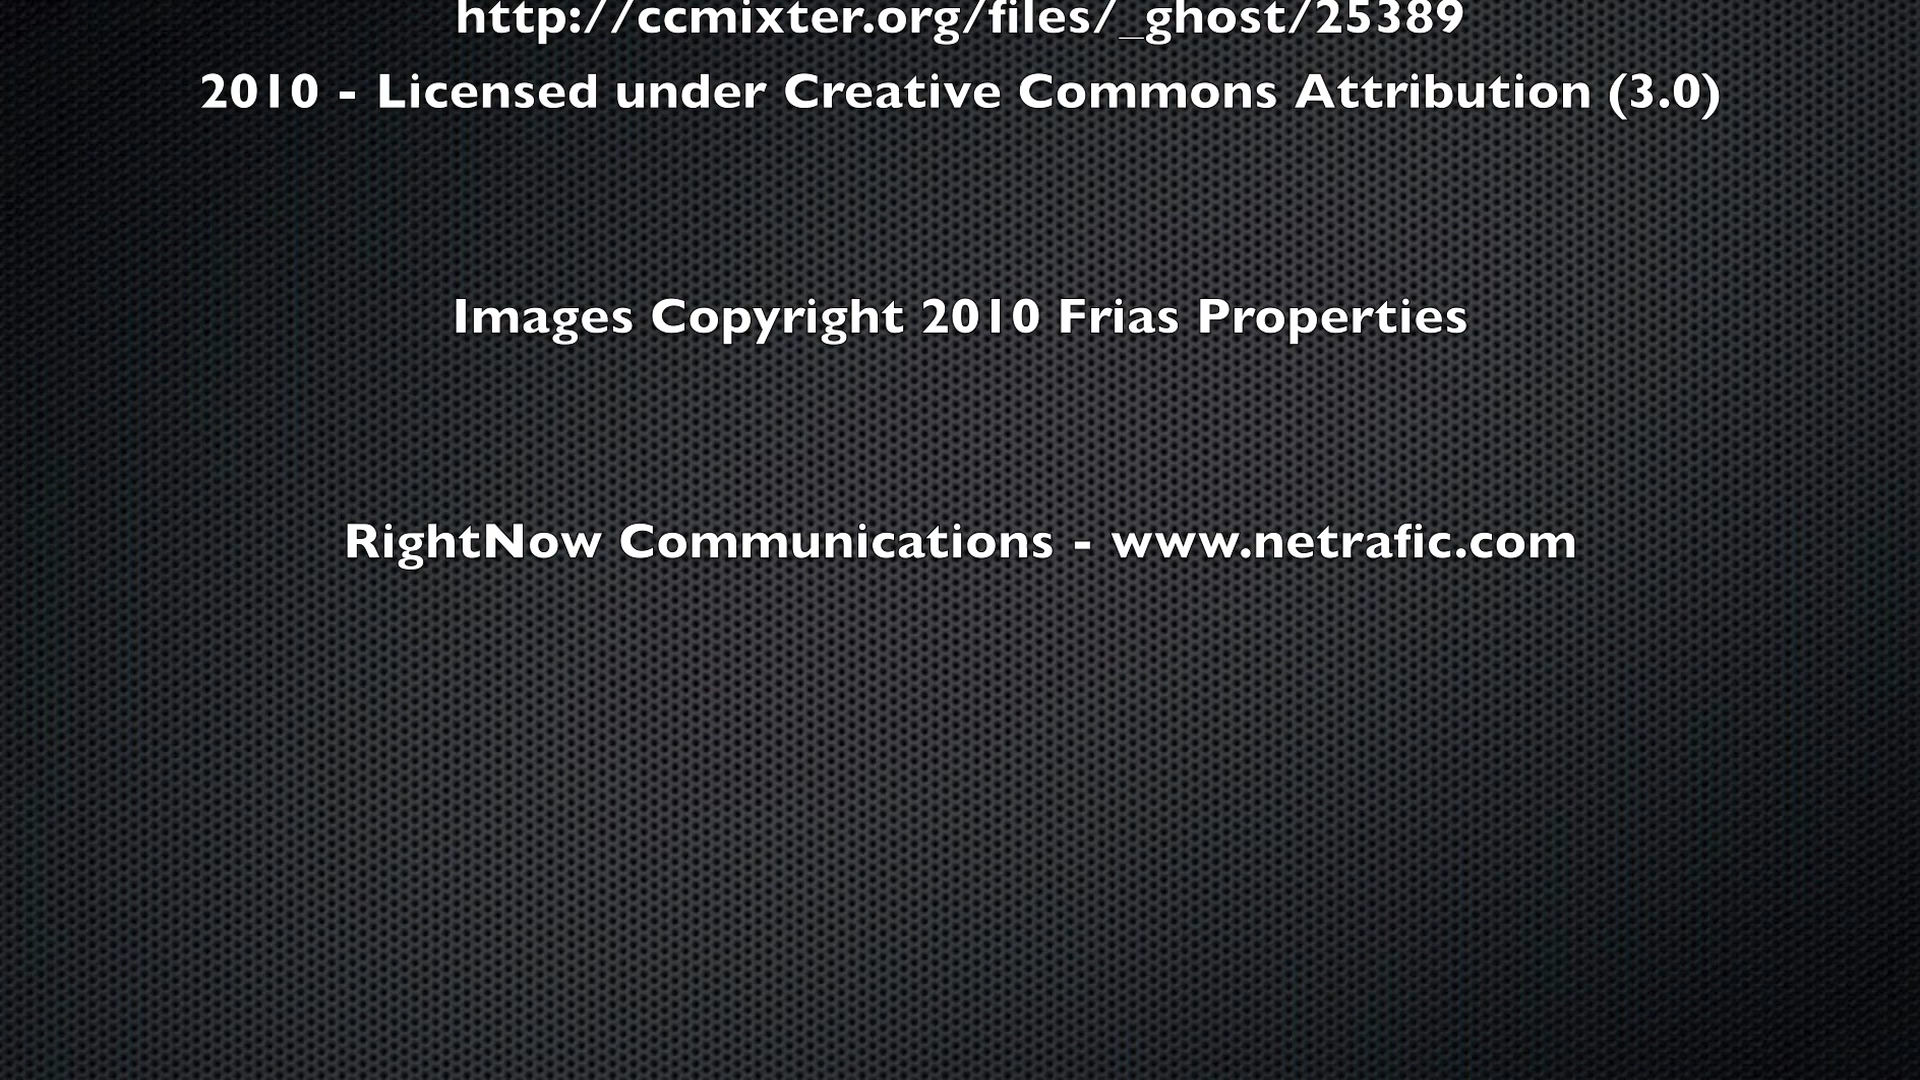 http://ccmixter.org/files/_ghost/25389
2010 - Licensed under Creative Commons Attribution (3.0)
Images Copyright 2010 Frias Properties
RightNow Communications - www.netrafic.com